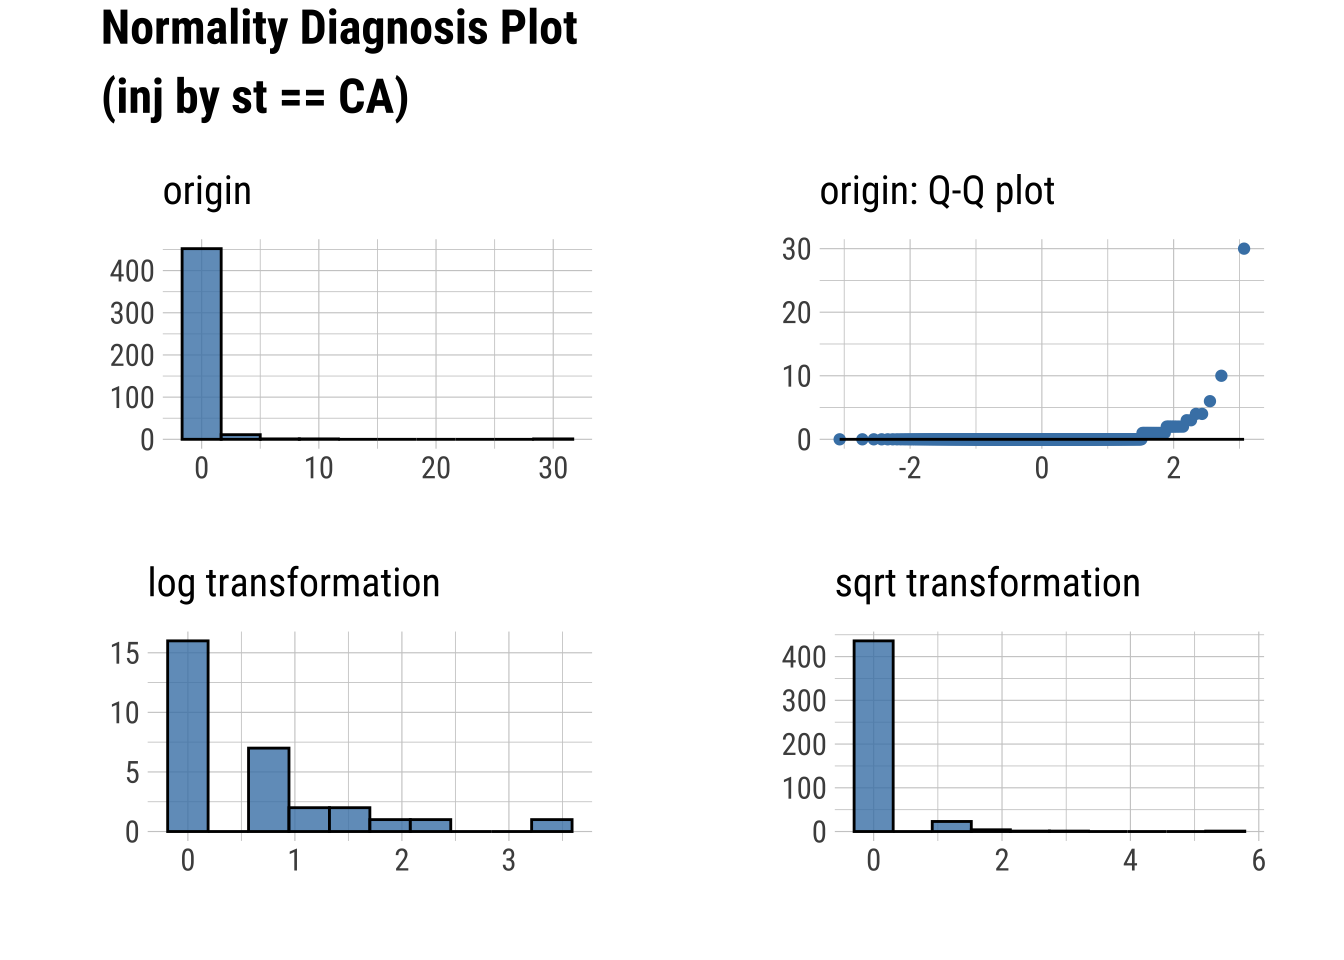 Normality Diagnosis Plot
(inj by st == CA)
origin
400
300
200
100
0
0 10 20 30
origin: Q-Q plot
30
20
10
0
-2 0 2
log transformation
15
10
5
0
0 1 2 3
sqrt transformation
400
300
200
100
0
0 2 4 6